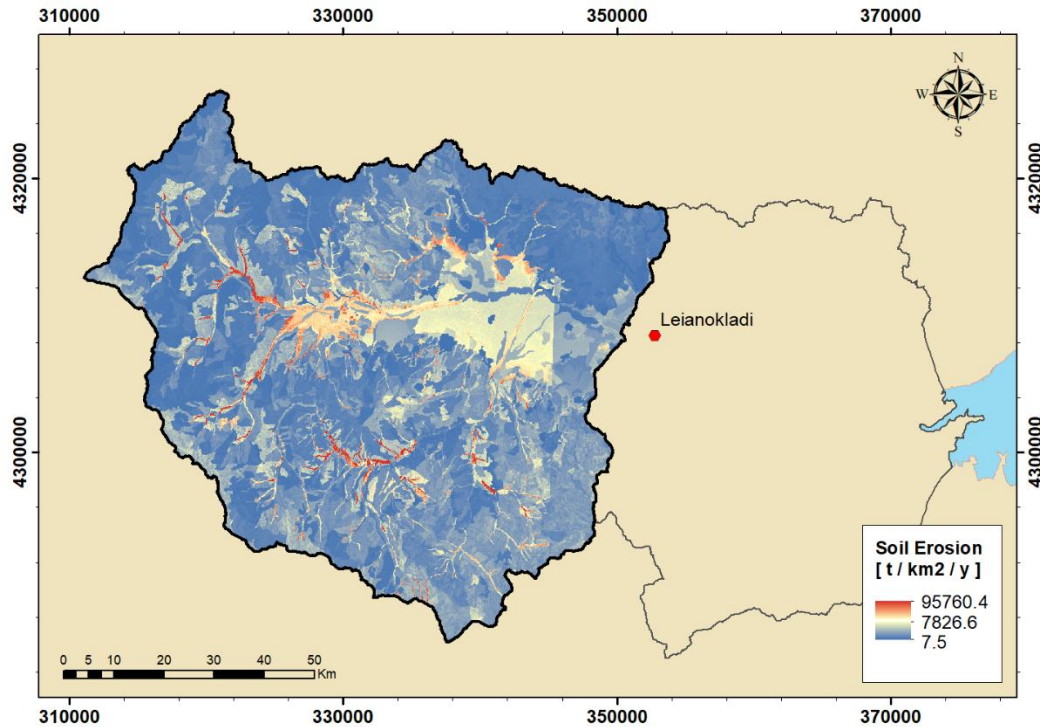 310000 330000 350000 370000
N
W E
S
4320000 4320000
Leianokladi
4300000 4300000
Soil Erosion
[ t / km2 / y ]
95760.4
7826.6
7.5
0 5 10 20 30 40 50
Km
310000 330000 350000 370000